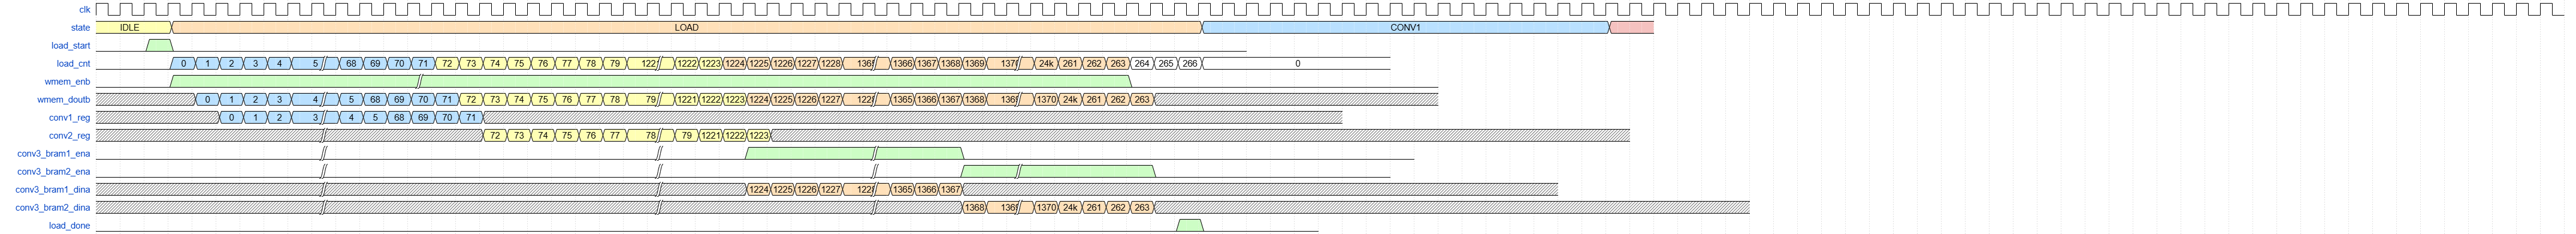 clk
state IDLE LOAD CONV1
load_start
load_cnt 0 1 2 3 4 5 68 69 70 71 72 73 74 75 76 77 78 79 122 1222 1223 1224 1225 1226 1227 1228 136 1366 1367 1368 1369 137 24k 261 262 263 264 265 266 0
wmem_enb
wmem_doutb 0 1 2 3 4 5 68 69 70 71 72 73 74 75 76 77 78 79 1221 1222 1223 1224 1225 1226 1227 122 1365 1366 1367 1368 136 1370 24k 261 262 263
conv1_reg 0 1 2 3 4 5 68 69 70 71
conv2_reg 72 73 74 75 76 77 78 79 1221 1222 1223
conv3_bram1_ena
conv3_bram2_ena
conv3_bram1_dina 1224 1225 1226 1227 122 1365 1366 1367
conv3_bram2_dina 1368 136 1370 24k 261 262 263
load_done